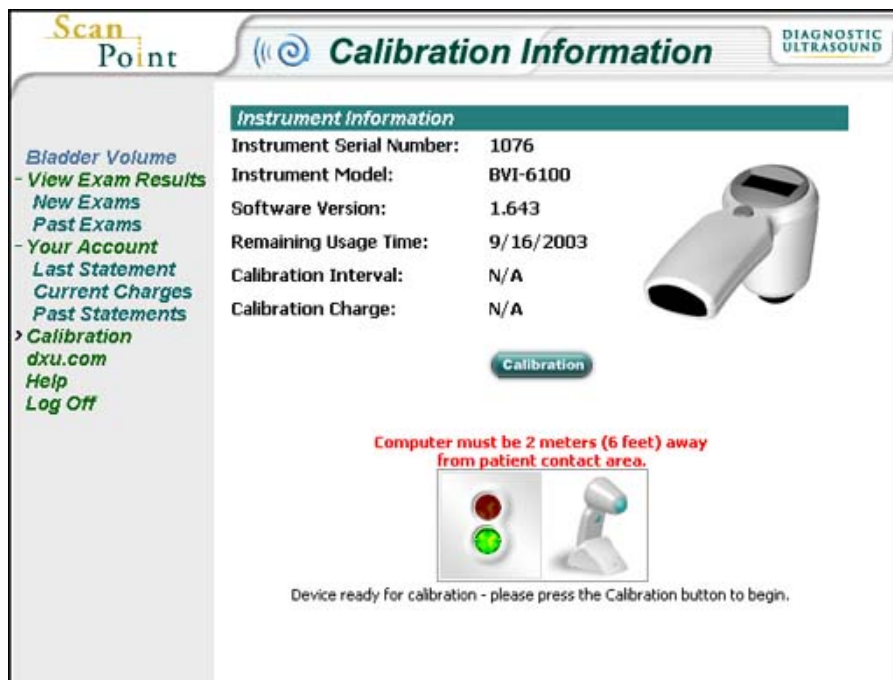 Scan
Point
Calibration Information
DIAGNOSTIC
ULTRASOUND
Bladder Volume
- View Exam Results
New Exams
Past Exams
- Your Account
Last Statement
Current Charges
Past Statements
> Calibration
dxu.com
Help
Log Off
Instrument Information
Instrument Serial Number: 1076
Instrument Model: BVI-6100
Software Version: 1.643
Remaining Usage Time: 9/16/2003
Calibration Interval: N/A
Calibration Charge: N/A
Calibration
Computer must be 2 meters (6 feet) away
from patient contact area.
Device ready for calibration - please press the Calibration button to begin.